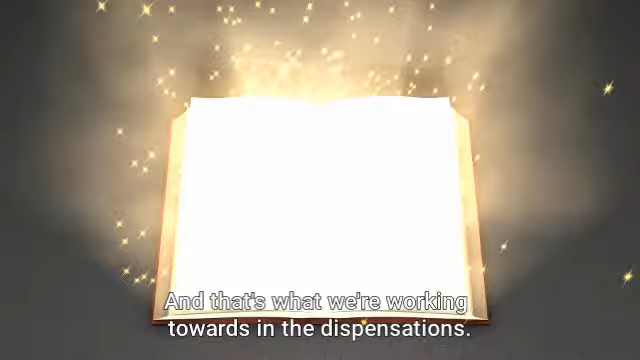 And that's what we're working
towards in the dispensations.